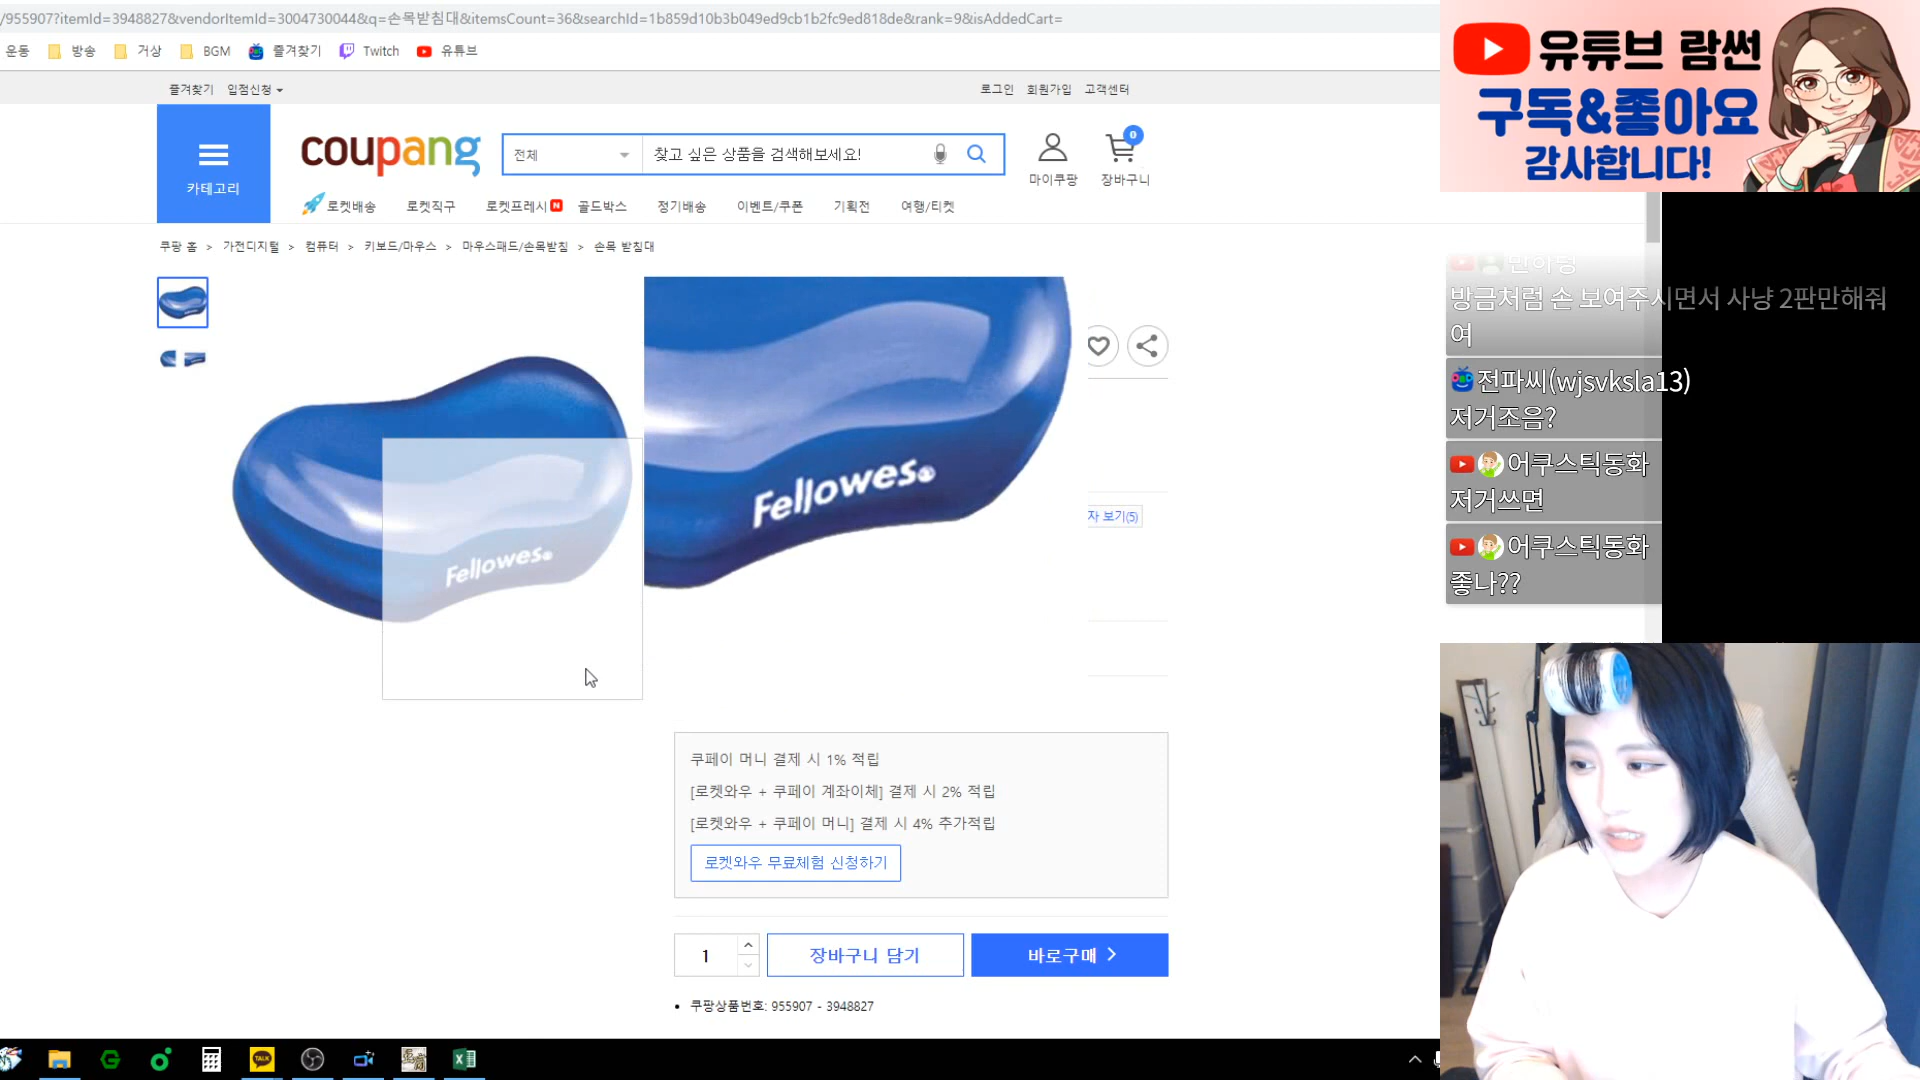 /955907?itemId=3948827&vendorItemId=3004730044&q=손목받침대&itemsCount=36&searchId=1b859d10b3b049ed9cb1b2fc9ed818de&rank=9&isAddedCart=
운동 방송 거상 BGM 즐겨찾기 Twitch 유튜브
즐겨찾기 입점신청 로그인 회원가입 고객센터
카테고리
coupang
전체 찾고 싶은 상품을 검색해보세요!
0
마이쿠팡 장바구니
로켓배송 로켓직구 로켓프레시 N 골드박스 정기배송 이벤트/쿠폰 기획전 여행/티켓
쿠팡 홈 > 가전디지털 > 컴퓨터 > 키보드/마우스 > 마우스패드/손목받침 > 손목 받침대
Fellowes®
Fellowes®
자 보기(5)
쿠페이 머니 결제 시 1% 적립
[로켓와우 + 쿠페이 계좌이체] 결제 시 2% 적립
[로켓와우 + 쿠페이 머니] 결제 시 4% 추가적립
로켓와우 무료체험 신청하기
1 장바구니 담기 바로구매
• 쿠팡상품번호: 955907 - 3948827
TALK
유튜브 람썬
구독&좋아요
감사합니다!
방금처럼 손 보여주시면서 사냥 2판만해줘
여
전파씨(wjsvksla13)
저거조음?
어쿠스틱동화
저거쓰면
어쿠스틱동화
좋나??